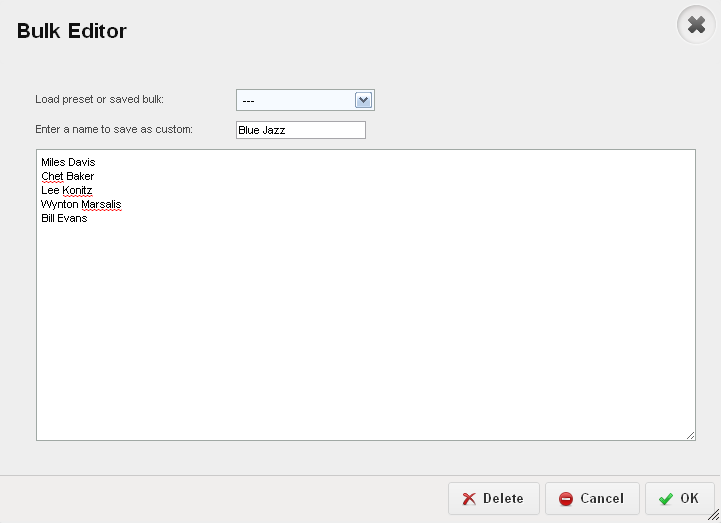 Bulk Editor
Load preset or saved bulk:
---
Enter a name to save as custom:
Blue Jazz
Miles Davis
Chet Baker
Lee Konitz
Wynton Marsalis
Bill Evans
Delete
Cancel
OK